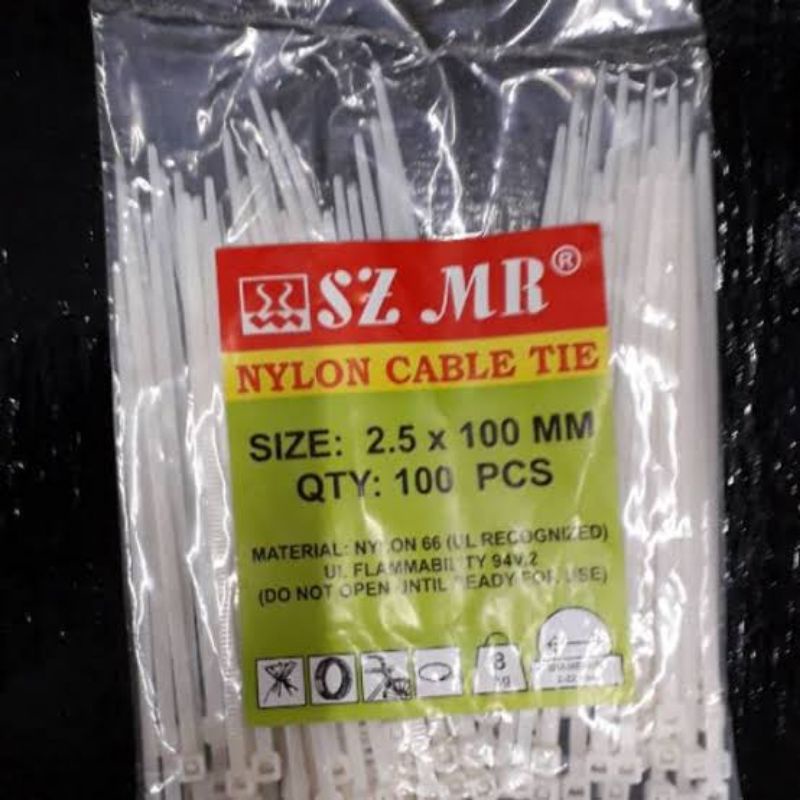 SZ MR®
NYLON CABLE TIE
SIZE: 2.5 x 100 MM
QTY: 100 PCS
MATERIAL: NYLON 66 (UL RECOGNIZED)
UL FLAMMABILITY 94V.2
(DO NOT OPEN UNTIL READY FOR USE)
8
kg